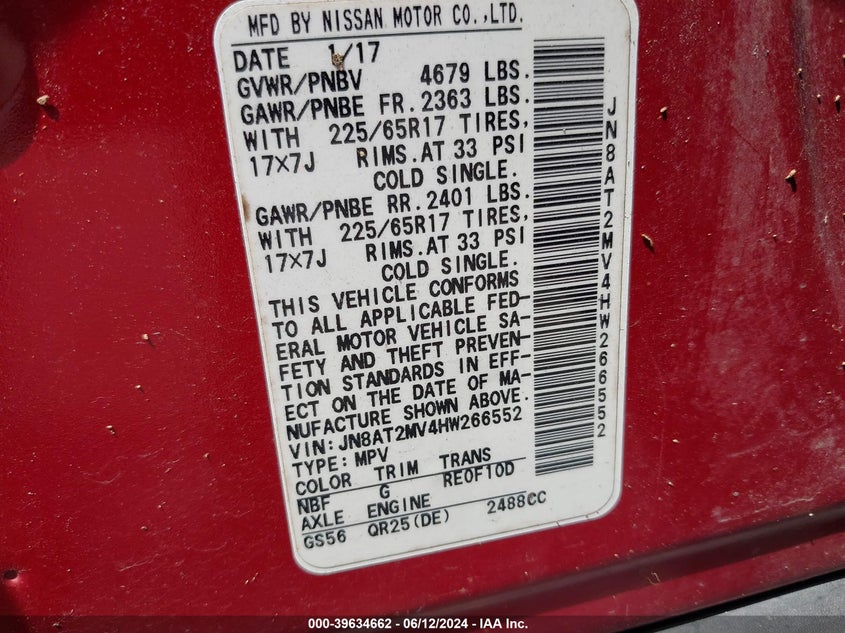 MFD BY NISSAN MOTOR CO.,LTD.
DATE 1/17
GVWR/PNBV 4679 LBS.
GAWR/PNBE FR.2363 LBS.
WITH 225/65R17 TIRES,
17X7J RIMS.AT 33 PSI
COLD SINGLE.
GAWR/PNBE RR.2401 LBS.
WITH 225/65R17 TIRES,
17X7J RIMS.AT 33 PSI
COLD SINGLE.
THIS VEHICLE CONFORMS
TO ALL APPLICABLE FED-
ERAL MOTOR VEHICLE SA-
FETY AND THEFT PREVEN-
TION STANDARDS IN EFF-
ECT ON THE DATE OF MA-
NUFACTURE SHOWN ABOVE.
VIN:JN8AT2MV4HW266552
TYPE:MPV
COLOR TRIM TRANS
NBF G RE0F10D
AXLE ENGINE
GS56 QR25(DE) 2488CC
JN8AT2MV4HW266552
000-39634662 - 06/12/2024 - IAA Inc.